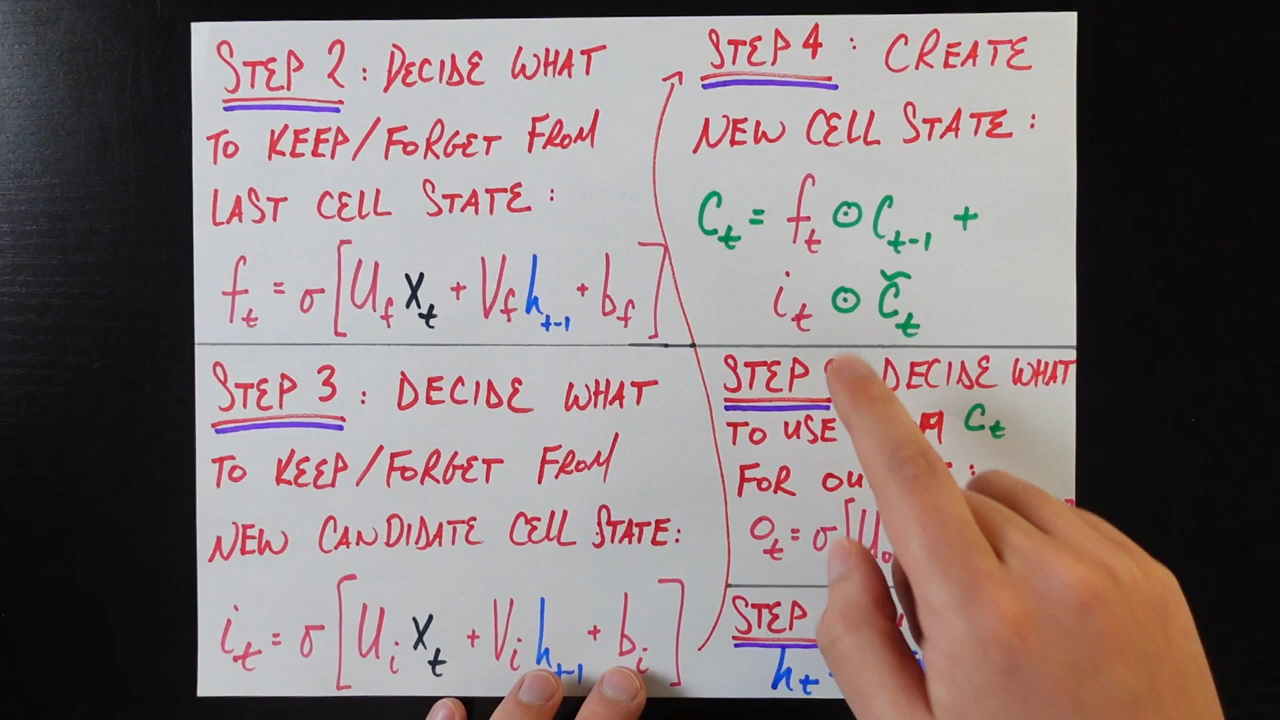 STEP 2: DECIDE WHAT
TO KEEP/FORGET FROM
LAST CELL STATE:
f_t = σ[U_f x_t + V_f h_{t-1} + b_f]
STEP 3: DECIDE WHAT
TO KEEP/FORGET FROM
NEW CANDIDATE CELL STATE:
i_t = σ[U_i x_t + V_i h_{t-1} + b_i]
STEP 4: CREATE
NEW CELL STATE:
C_t = f_t ⊙ C_{t-1} +
i_t ⊙ C̃_t
STEP DECIDE WHAT
TO USE C_t
FOR :
o_t = σ[U_o
STEP
h_t